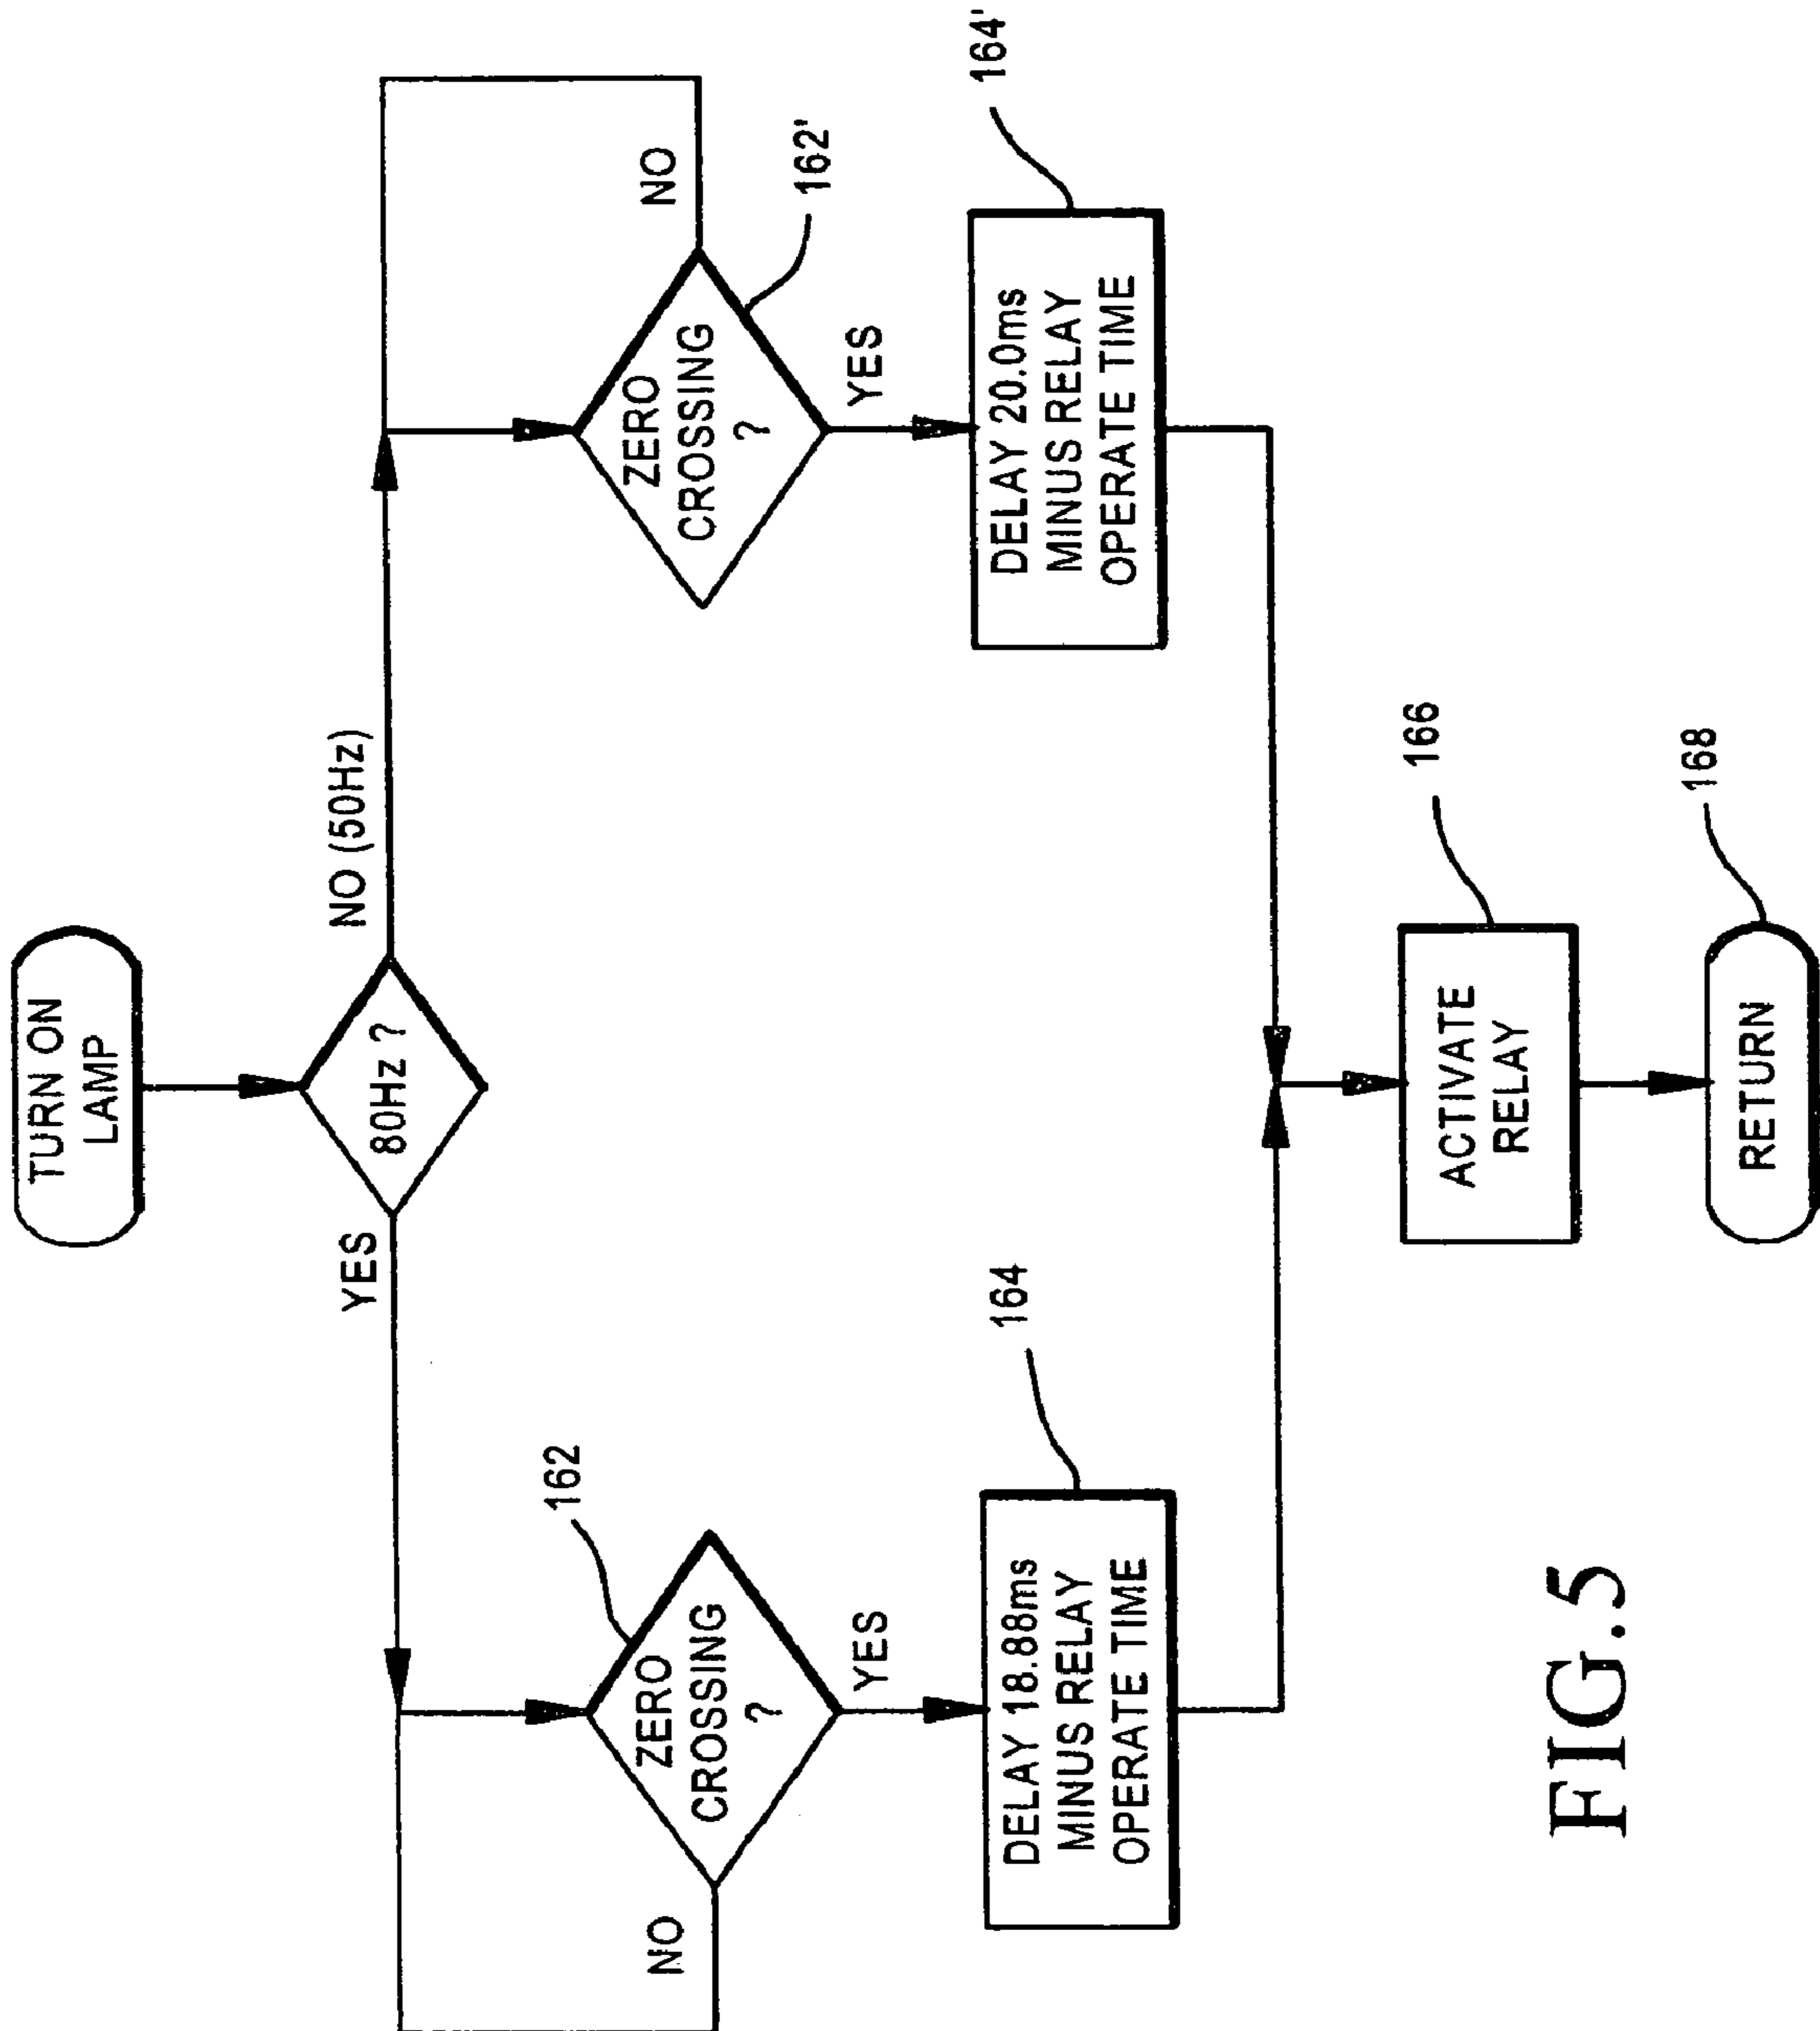 TURN ON
LAMP
80Hz ?
YES
NO (50Hz)
162
ZERO
CROSSING
?
NO
YES
162'
ZERO
CROSSING
?
NO
YES
164
DELAY 18.88ms
MINUS RELAY
OPERATE TIME
164'
DELAY 20.0ms
MINUS RELAY
OPERATE TIME
166
ACTIVATE
RELAY
168
RETURN
FIG.5